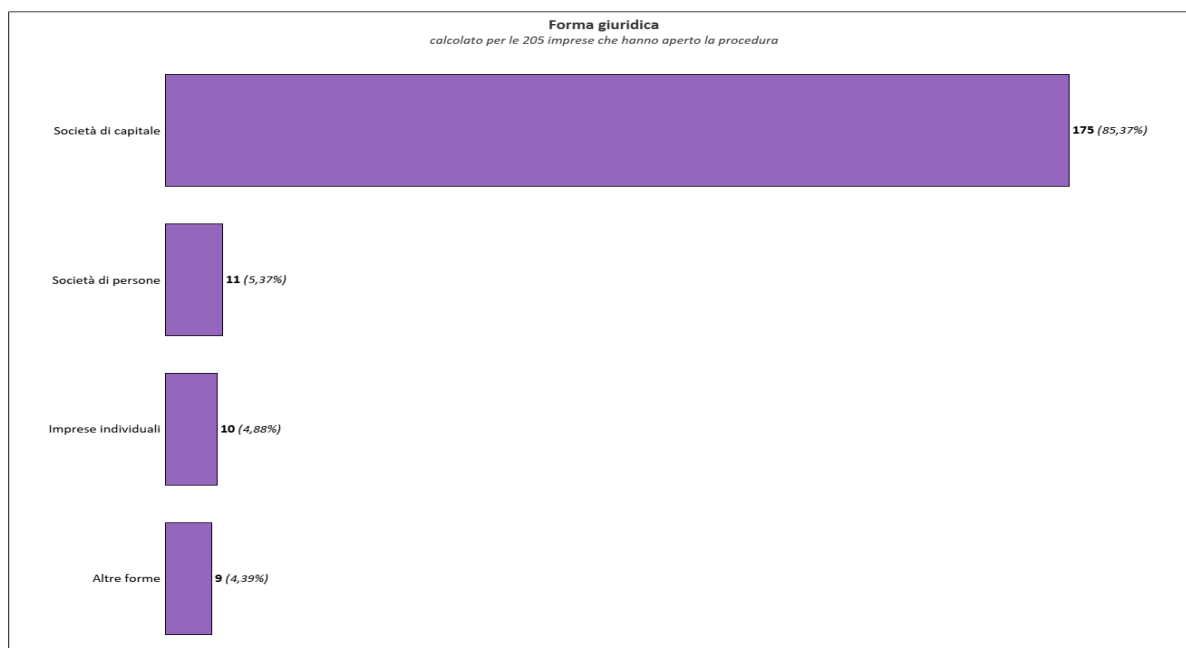 Forma giuridica
calcolato per le 205 imprese che hanno aperto la procedura
Società di capitale
175 (85,37%)
Società di persone
11 (5,37%)
Imprese individuali
10 (4,88%)
Altre forme
9 (4,39%)